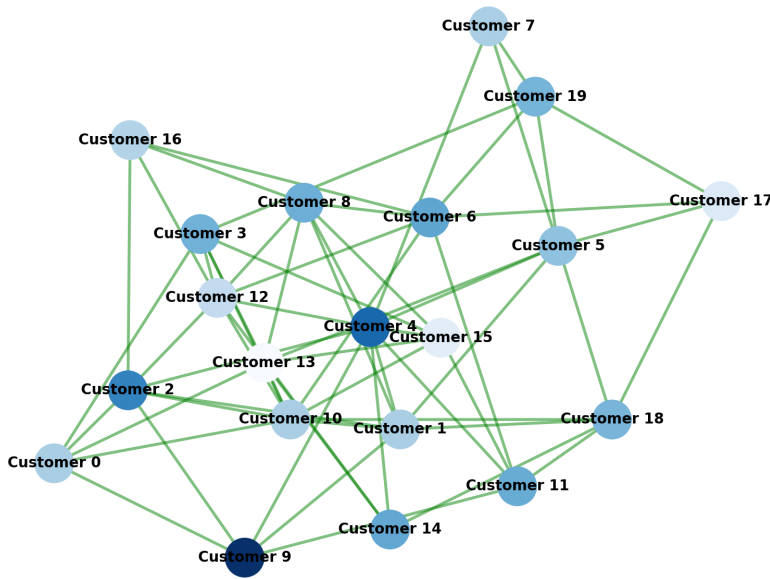 Customer 7
Customer 19
Customer 16
Customer 17
Customer 8
Customer 6
Customer 3
Customer 5
Customer 12
Customer 4
Customer 15
Customer 13
Customer 2
Customer 10
Customer 18
Customer 1
Customer 0
Customer 11
Customer 14
Customer 9